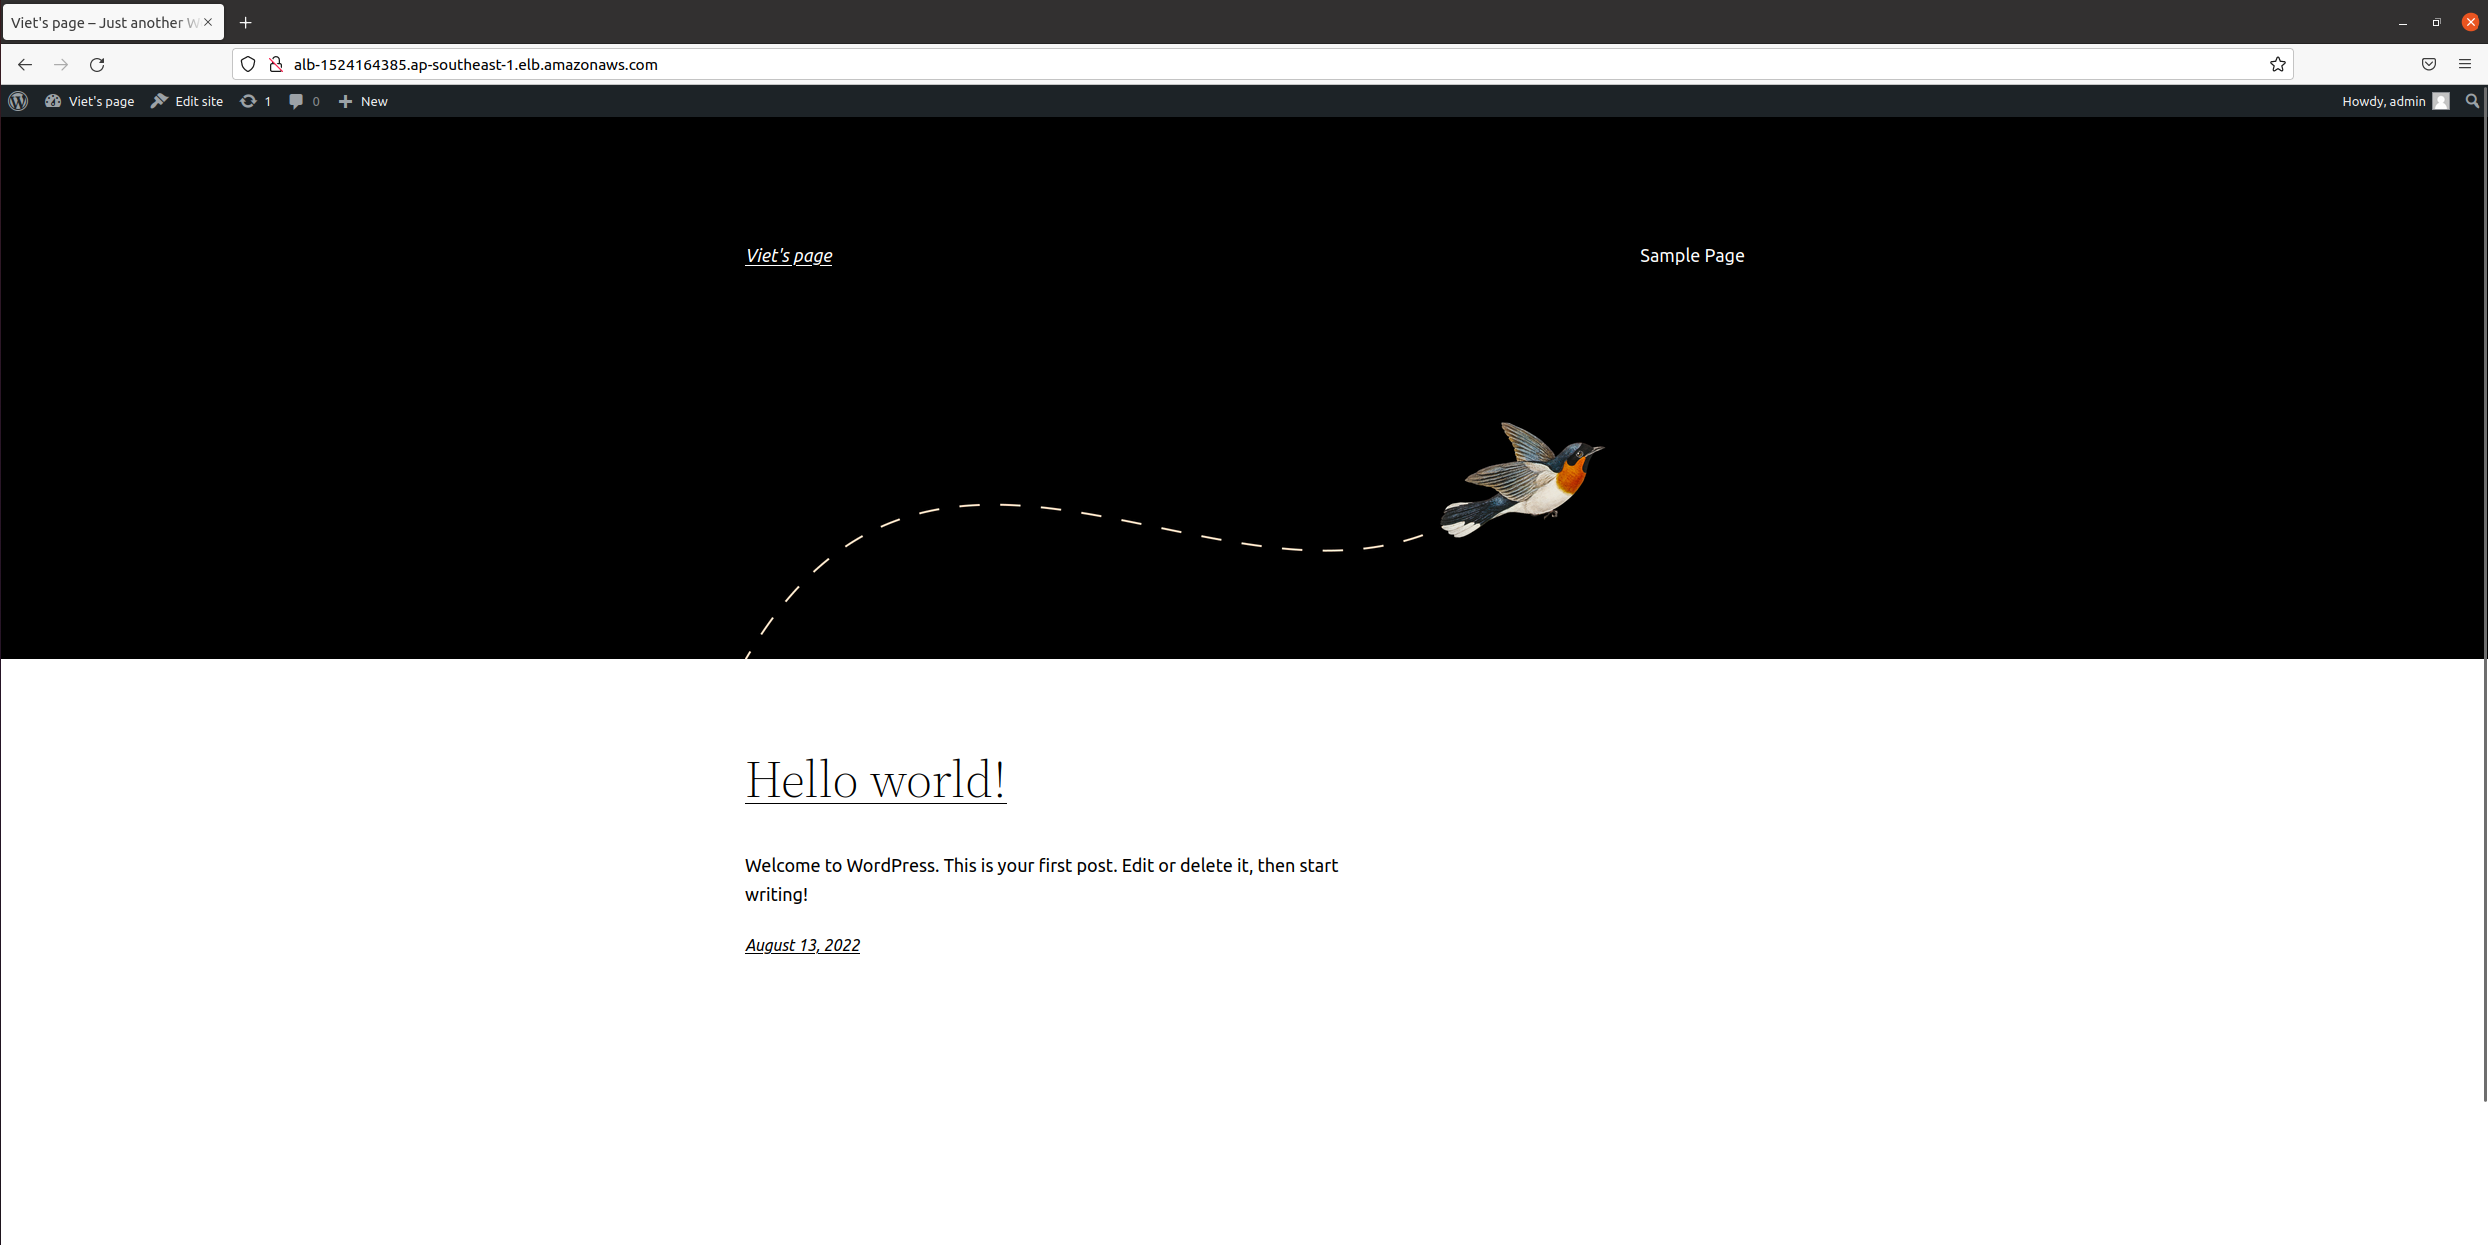 Viet's page – Just another W
alb-1524164385.ap-southeast-1.elb.amazonaws.com
Viet's page Edit site 1 0 New Howdy, admin
Viet's page Sample Page
Hello world!
Welcome to WordPress. This is your first post. Edit or delete it, then start
writing!
August 13, 2022